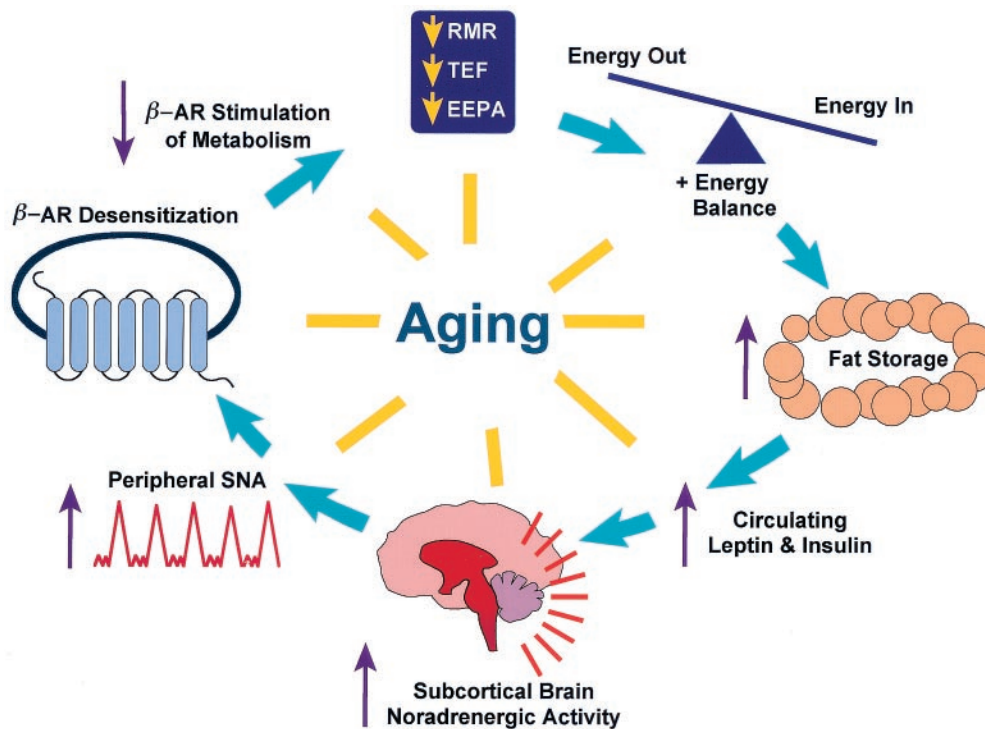 RMR
TEF
EEPA
Energy Out
Energy In
+ Energy
Balance
Fat Storage
Circulating
Leptin & Insulin
Subcortical Brain
Noradrenergic Activity
Peripheral SNA
β–AR Desensitization
β–AR Stimulation
of Metabolism
Aging